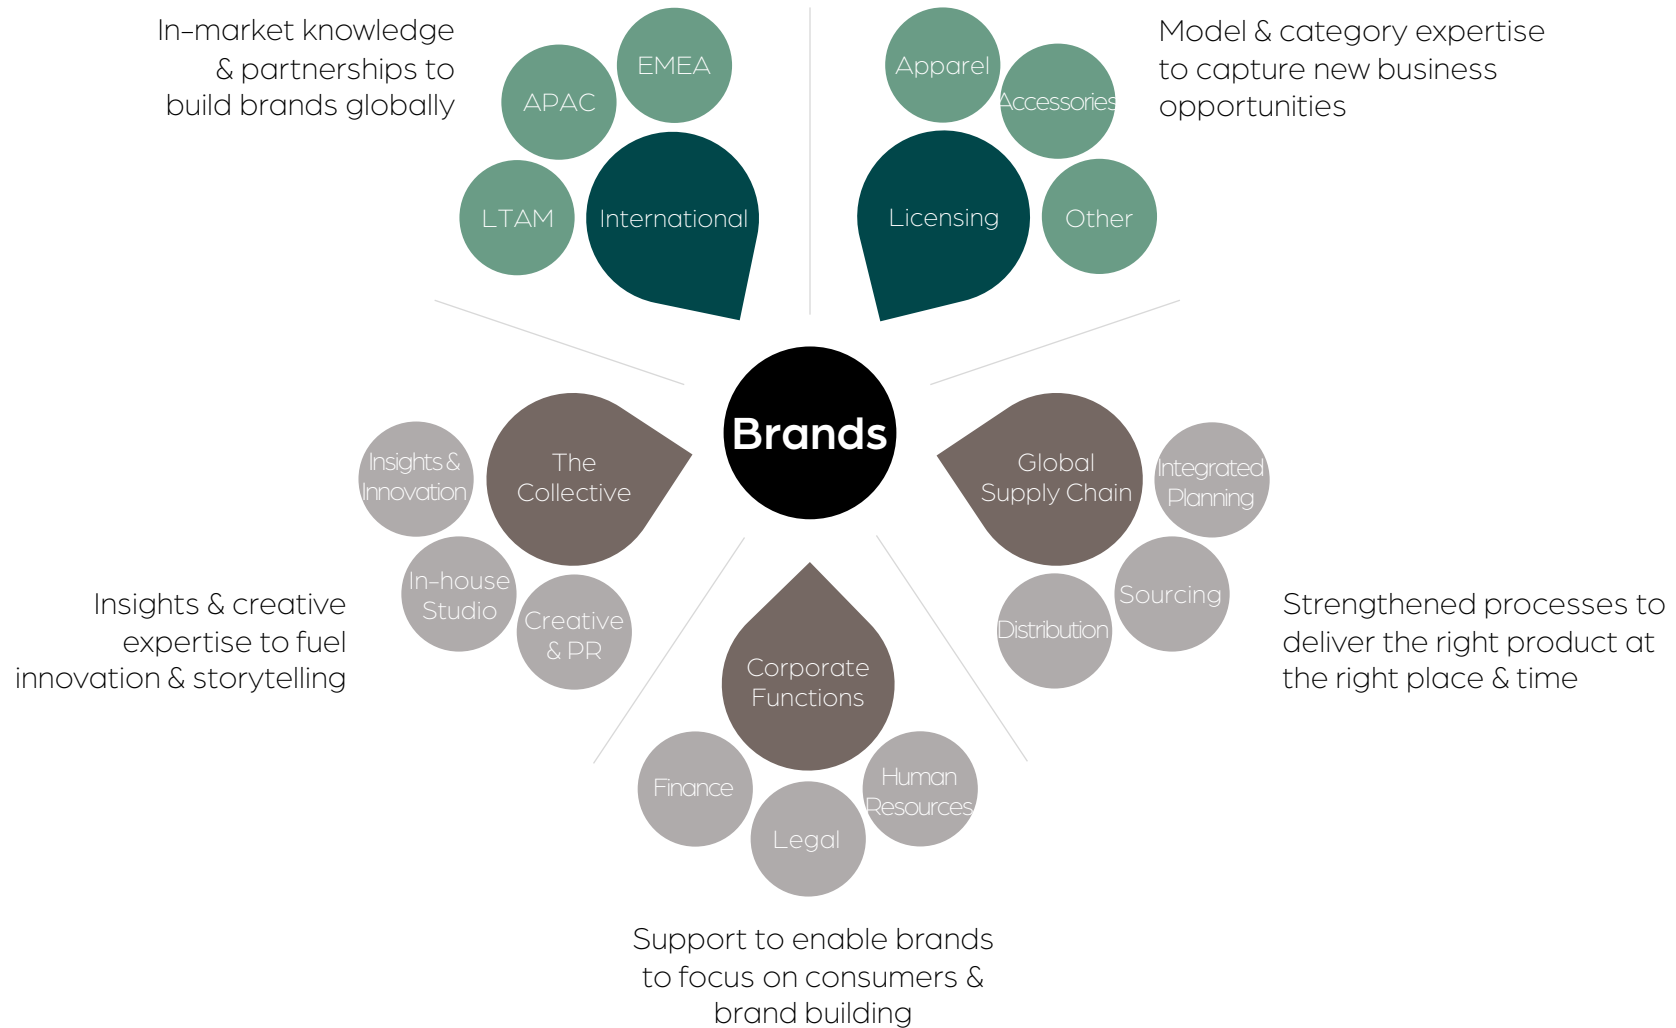 In-market knowledge
& partnerships to
build brands globally
EMEA
APAC
LTAM
International
Apparel
Accessories
Other
Licensing
Model & category expertise
to capture new business
opportunities
Brands
The
Collective
Insights &
Innovation
In-house
Studio
Creative
& PR
Insights & creative
expertise to fuel
innovation & storytelling
Global
Supply Chain
Integrated
Planning
Sourcing
Distribution
Strengthened processes to
deliver the right product at
the right place & time
Corporate
Functions
Finance
Legal
Human
Resources
Support to enable brands
to focus on consumers &
brand building